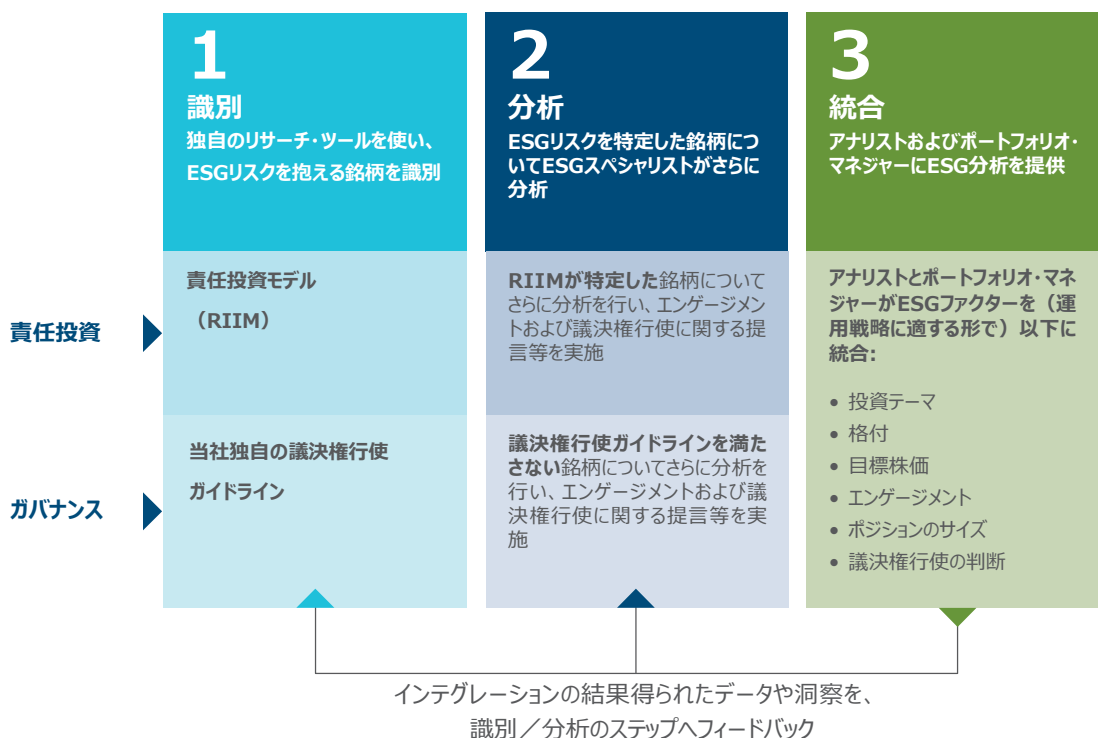 1
識別
独自のリサーチ・ツールを使い、
ESGリスクを抱える銘柄を識別
2
分析
ESGリスクを特定した銘柄につ
いてESGスペシャリストがさらに
分析
3
統合
アナリストおよびポートフォリオ・
マネジャーにESG分析を提供
責任投資
責任投資モデル
（RIIM）
RIIMが特定した銘柄について
さらに分析を行い、エンゲージメン
トおよび議決権行使に関する提
言等を実施
アナリストとポートフォリオ・マネ
ジャーがESGファクターを（運
用戦略に適する形で）以下に
統合:
• 投資テーマ
• 格付
• 目標株価
• エンゲージメント
• ポジションのサイズ
• 議決権行使の判断
ガバナンス
当社独自の議決権行使
ガイドライン
議決権行使ガイドラインを満た
さない銘柄についてさらに分析を
行い、エンゲージメントおよび議
決権行使に関する提言等を実
施
インテグレーションの結果得られたデータや洞察を、
識別／分析のステップへフィードバック